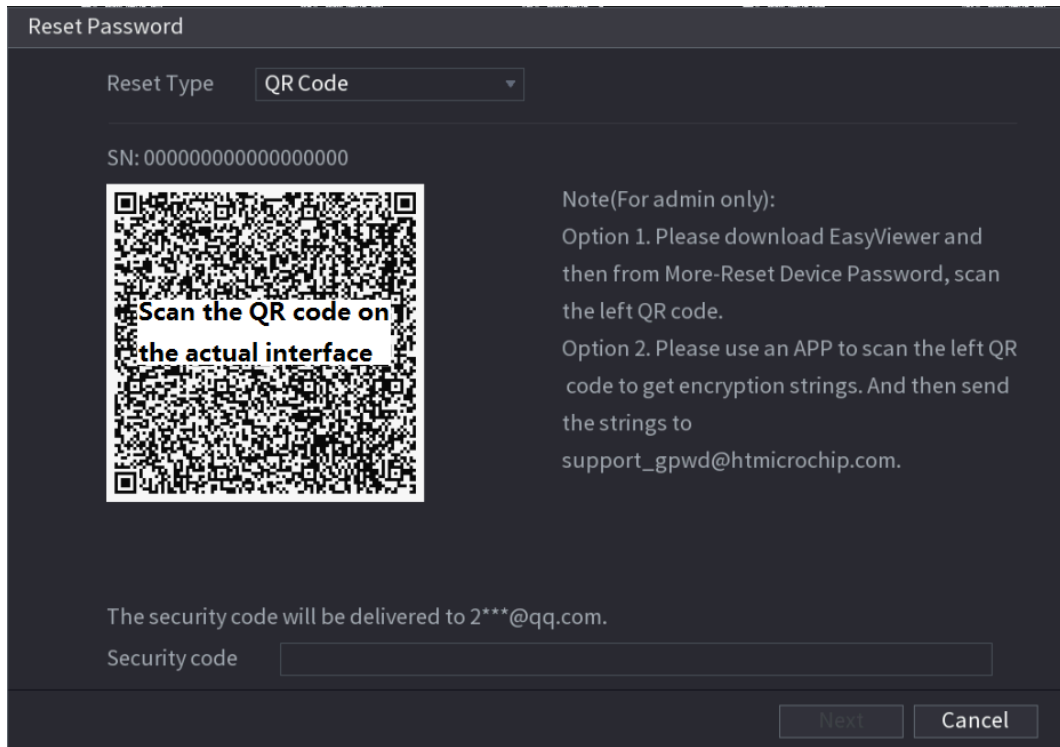 Reset Password
Reset Type
QR Code
SN: 000000000000000000
Scan the QR code on
the actual interface
Note(For admin only):
Option 1. Please download EasyViewer and
then from More-Reset Device Password, scan
the left QR code.
Option 2. Please use an APP to scan the left QR
code to get encryption strings. And then send
the strings to
support_gpwd@htmicrochip.com.
The security code will be delivered to 2***@qq.com.
Security code
Next
Cancel